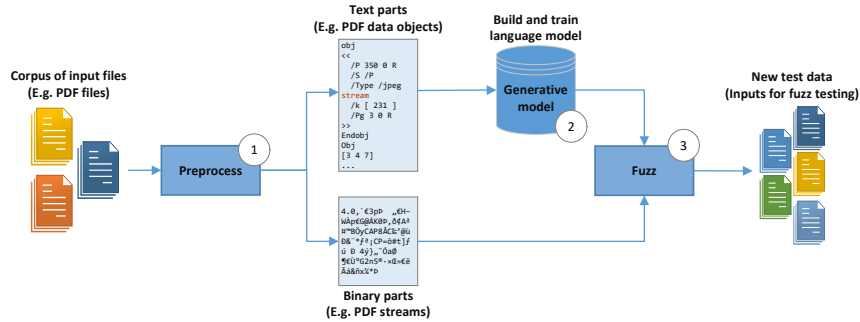 Text parts
(E.g. PDF data objects)
Build and train
language model
Corpus of input files
(E.g. PDF files)
obj
<<
/P 350 0 R
/S /P
/Type /jpeg
stream
/k [ 231 ]
/Pg 3 0 R
>>
Endobj
Obj
[3 4 7]
...
Generative
model
2
New test data
(Inputs for fuzz testing)
Preprocess
1
Fuzz
3
Binary parts
(E.g. PDF streams)